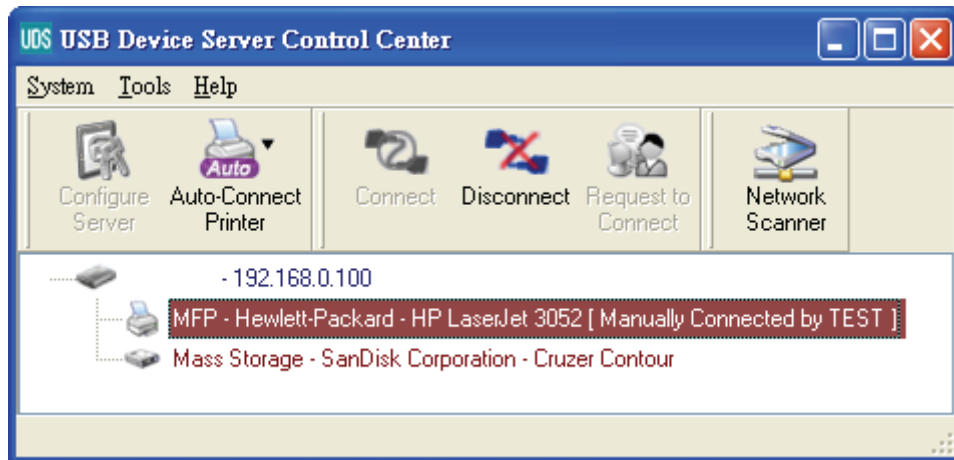 UDS USB Device Server Control Center
System Tools Help
Auto
Configure Server
Auto-Connect Printer
Connect
Disconnect
Request to Connect
Network Scanner
- 192.168.0.100
MFP - Hewlett-Packard - HP LaserJet 3052 [ Manually Connected by TEST ]
Mass Storage - SanDisk Corporation - Cruzer Contour